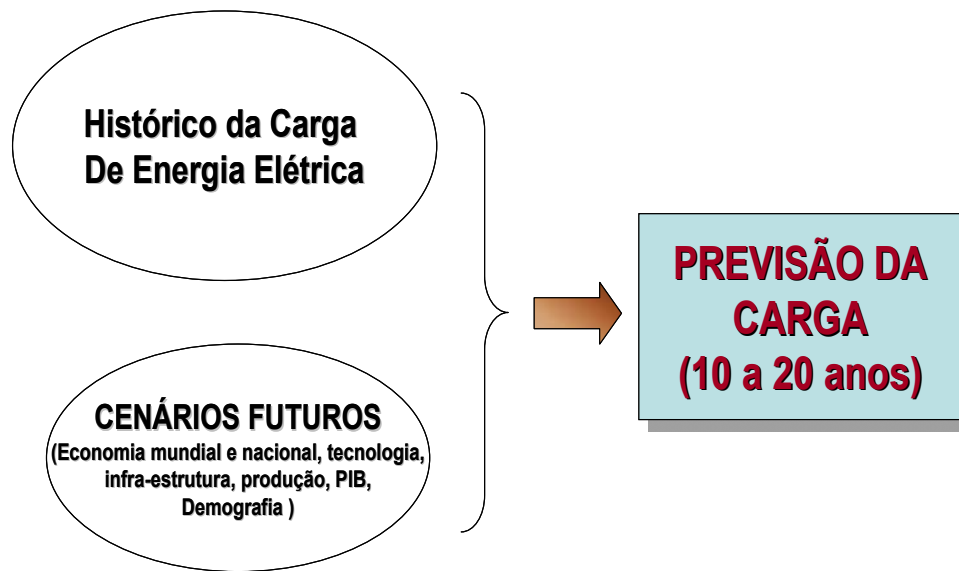 Histórico da Carga
De Energia Elétrica
CENÁRIOS FUTUROS
(Economia mundial e nacional, tecnologia,
infra-estrutura, produção, PIB,
Demografia )
PREVISÃO DA
CARGA
(10 a 20 anos)